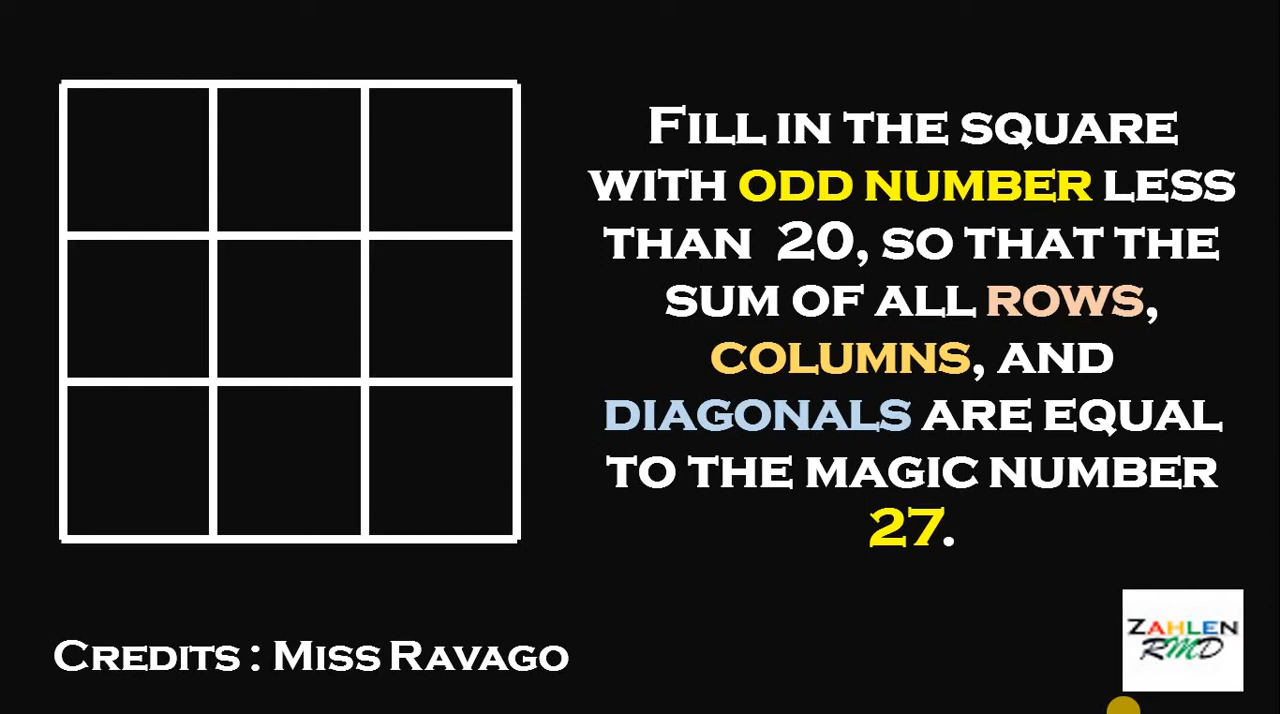 Fill in the square
with odd number less
than 20, so that the
sum of all rows,
columns, and
diagonals are equal
to the magic number
27.
Credits : Miss Ravago
Zahlen
RMD